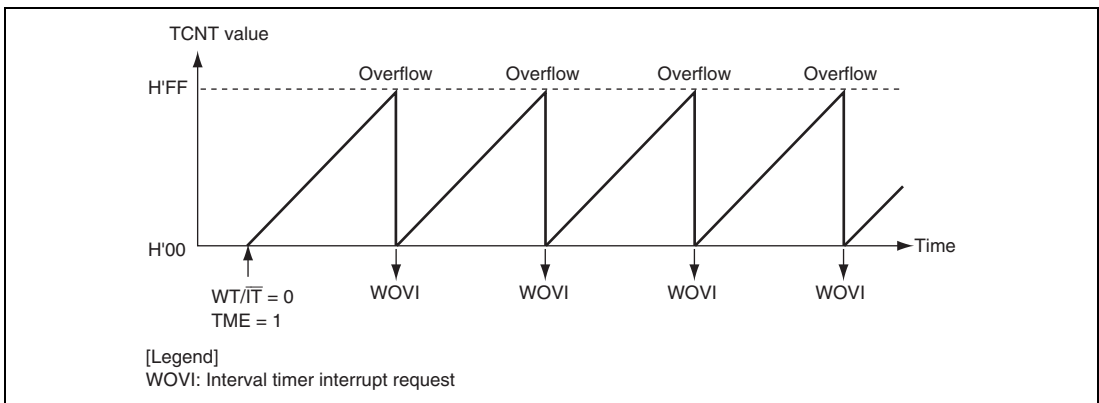 TCNT value
Overflow Overflow Overflow Overflow
H'FF
H'00
Time
WT/I̅T̅ = 0
TME = 1
WOVI WOVI WOVI WOVI
[Legend]
WOVI: Interval timer interrupt request